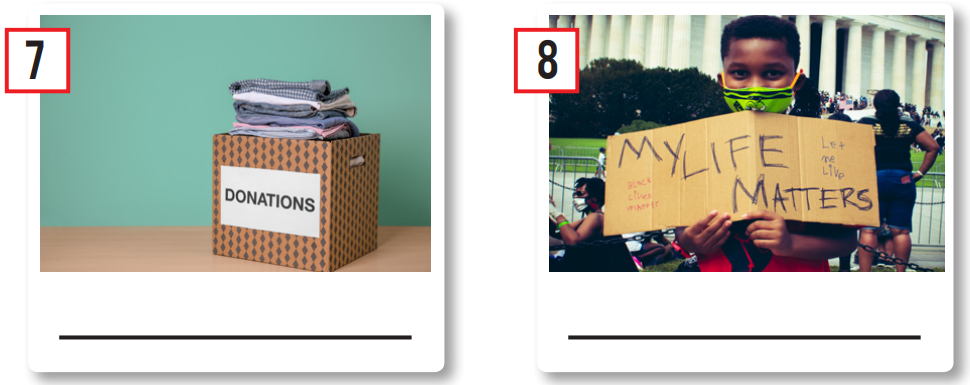 7
DONATIONS
8
MY LIFE
MATTERS
Let
me
Live
Black
Lives
matter